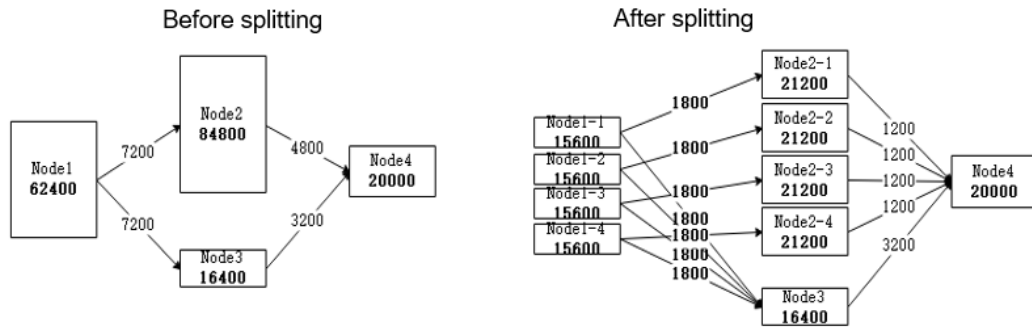 Before splitting
Node1
62400
7200
7200
Node2
84800
Node3
16400
4800
3200
Node4
20000
After splitting
Node1-1
15600
Node1-2
15600
Node1-3
15600
Node1-4
15600
1800
1800
1800
1800
1800
1800
1800
Node2-1
21200
Node2-2
21200
Node2-3
21200
Node2-4
21200
Node3
16400
1200
1200
1200
1200
3200
Node4
20000